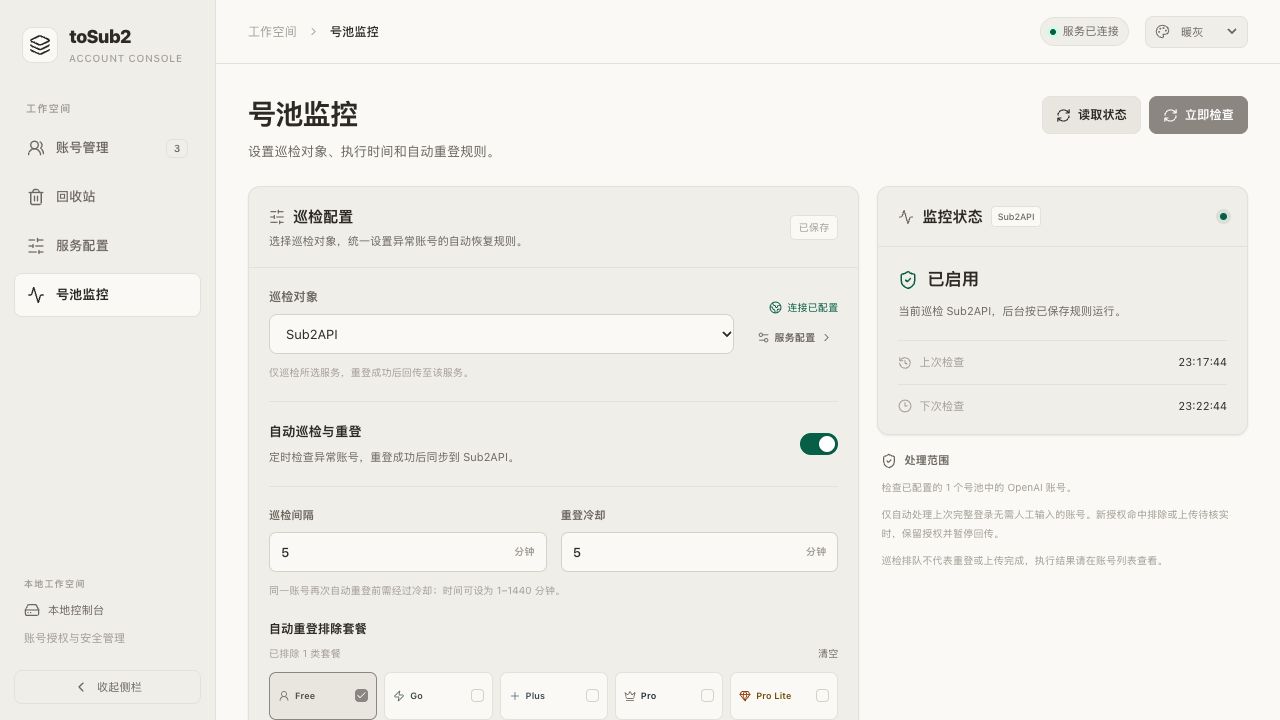 toSub2
ACCOUNT CONSOLE
工作空间
账号管理
3
回收站
服务配置
号池监控
本地工作空间
本地控制台
账号授权与安全管理
收起侧栏
工作空间
号池监控
服务已连接
暖灰
号池监控
设置巡检对象、执行时间和自动重登规则。
读取状态
立即检查
巡检配置
选择巡检对象，统一设置异常账号的自动恢复规则。
已保存
巡检对象
连接已配置
Sub2API
服务配置
仅巡检所选服务，重登成功后回传至该服务。
自动巡检与重登
定时检查异常账号，重登成功后同步到 Sub2API。
巡检间隔
重登冷却
5 分钟
5 分钟
同一账号再次自动重登前需经过冷却；时间可设为 1–1440 分钟。
自动重登排除套餐
已排除 1 类套餐
清空
Free
Go
Plus
Pro
Pro Lite
监控状态
Sub2API
已启用
当前巡检 Sub2API，后台按已保存规则运行。
上次检查
23:17:44
下次检查
23:22:44
处理范围
检查已配置的 1 个号池中的 OpenAI 账号。
仅自动处理上次完整登录无需人工输入的账号。新授权命中排除或上传待核实
时，保留授权并暂停回传。
巡检排队不代表重登或上传完成，执行结果请在账号列表查看。